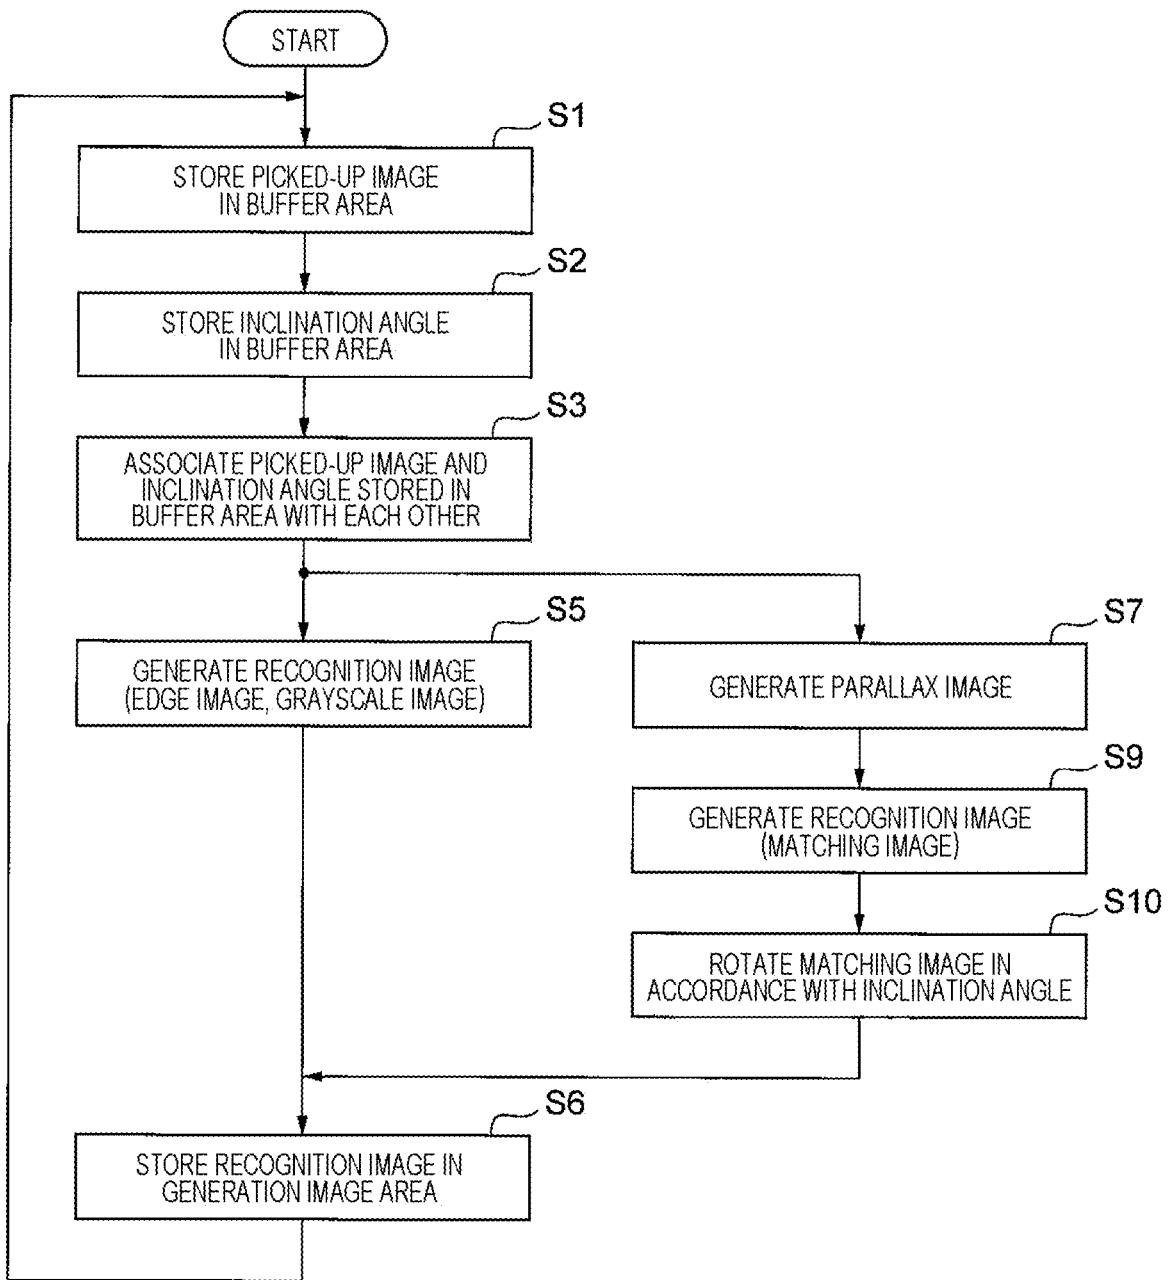 START
S1
STORE PICKED-UP IMAGE
IN BUFFER AREA
S2
STORE INCLINATION ANGLE
IN BUFFER AREA
S3
ASSOCIATE PICKED-UP IMAGE AND
INCLINATION ANGLE STORED IN
BUFFER AREA WITH EACH OTHER
S5
GENERATE RECOGNITION IMAGE
(EDGE IMAGE, GRAYSCALE IMAGE)
S7
GENERATE PARALLAX IMAGE
S9
GENERATE RECOGNITION IMAGE
(MATCHING IMAGE)
S10
ROTATE MATCHING IMAGE IN
ACCORDANCE WITH INCLINATION ANGLE
S6
STORE RECOGNITION IMAGE IN
GENERATION IMAGE AREA